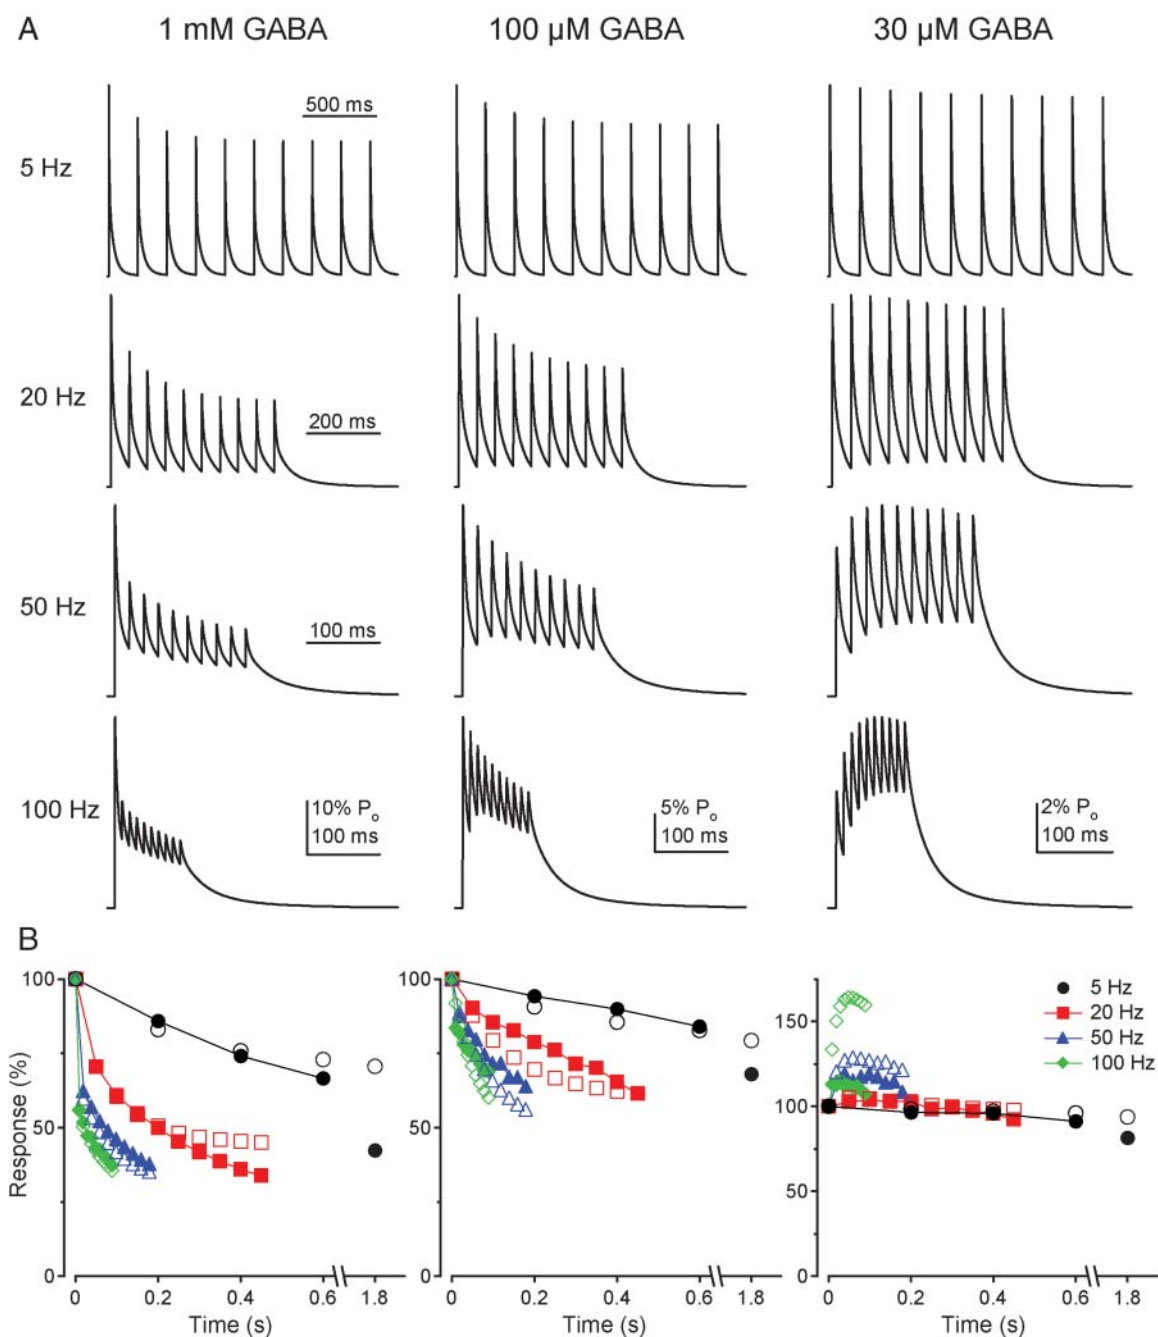 A
1 mM GABA 100 µM GABA 30 µM GABA
5 Hz
500 ms
20 Hz
200 ms
50 Hz
100 ms
100 Hz
10% Po 5% Po 2% Po
100 ms 100 ms 100 ms
B
Response (%)
100
50
0
0 0.2 0.4 0.6 1.8
Time (s)
100
50
0
0 0.2 0.4 0.6 1.8
Time (s)
150
100
50
0
0 0.2 0.4 0.6 1.8
Time (s)
5 Hz
20 Hz
50 Hz
100 Hz